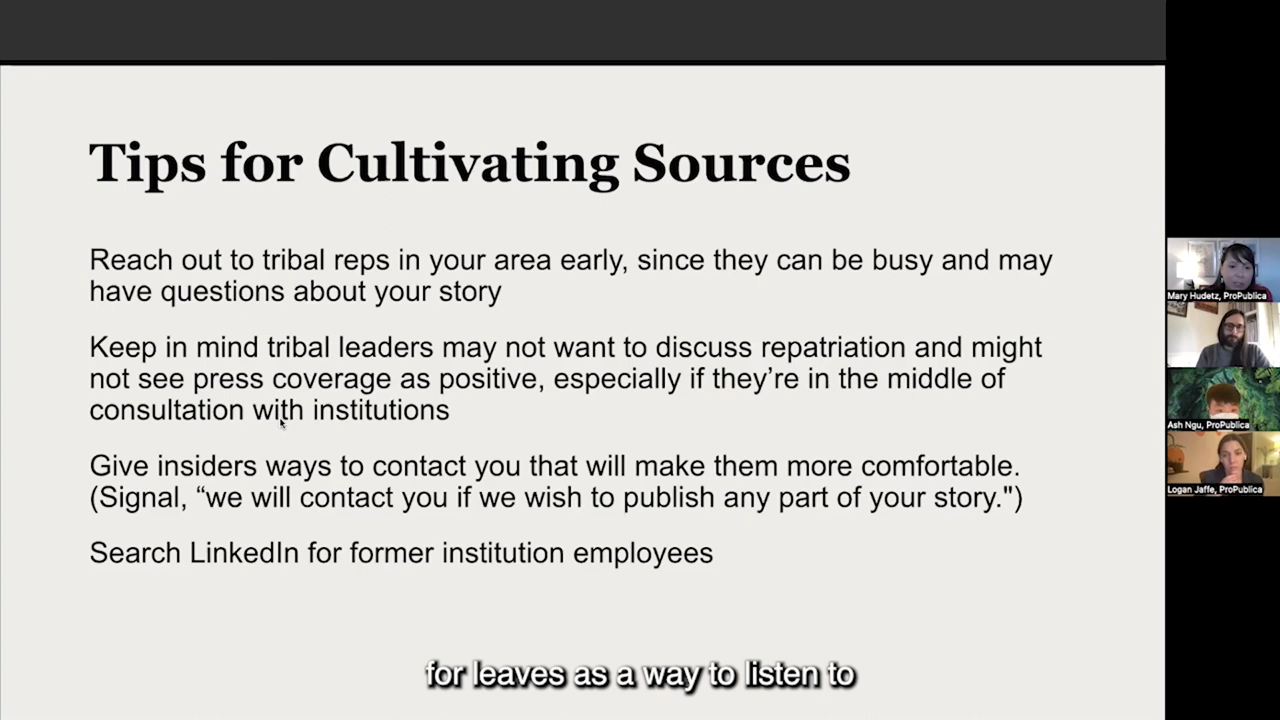 Tips for Cultivating Sources
Reach out to tribal reps in your area early, since they can be busy and may
have questions about your story
Keep in mind tribal leaders may not want to discuss repatriation and might
not see press coverage as positive, especially if they're in the middle of
consultation with institutions
Give insiders ways to contact you that will make them more comfortable.
(Signal, “we will contact you if we wish to publish any part of your story.")
Search LinkedIn for former institution employees
for leaves as a way to listen to
Mary Hudetz, ProPublica
Ash Ngu, ProPublica
Logan Jaffe, ProPublica